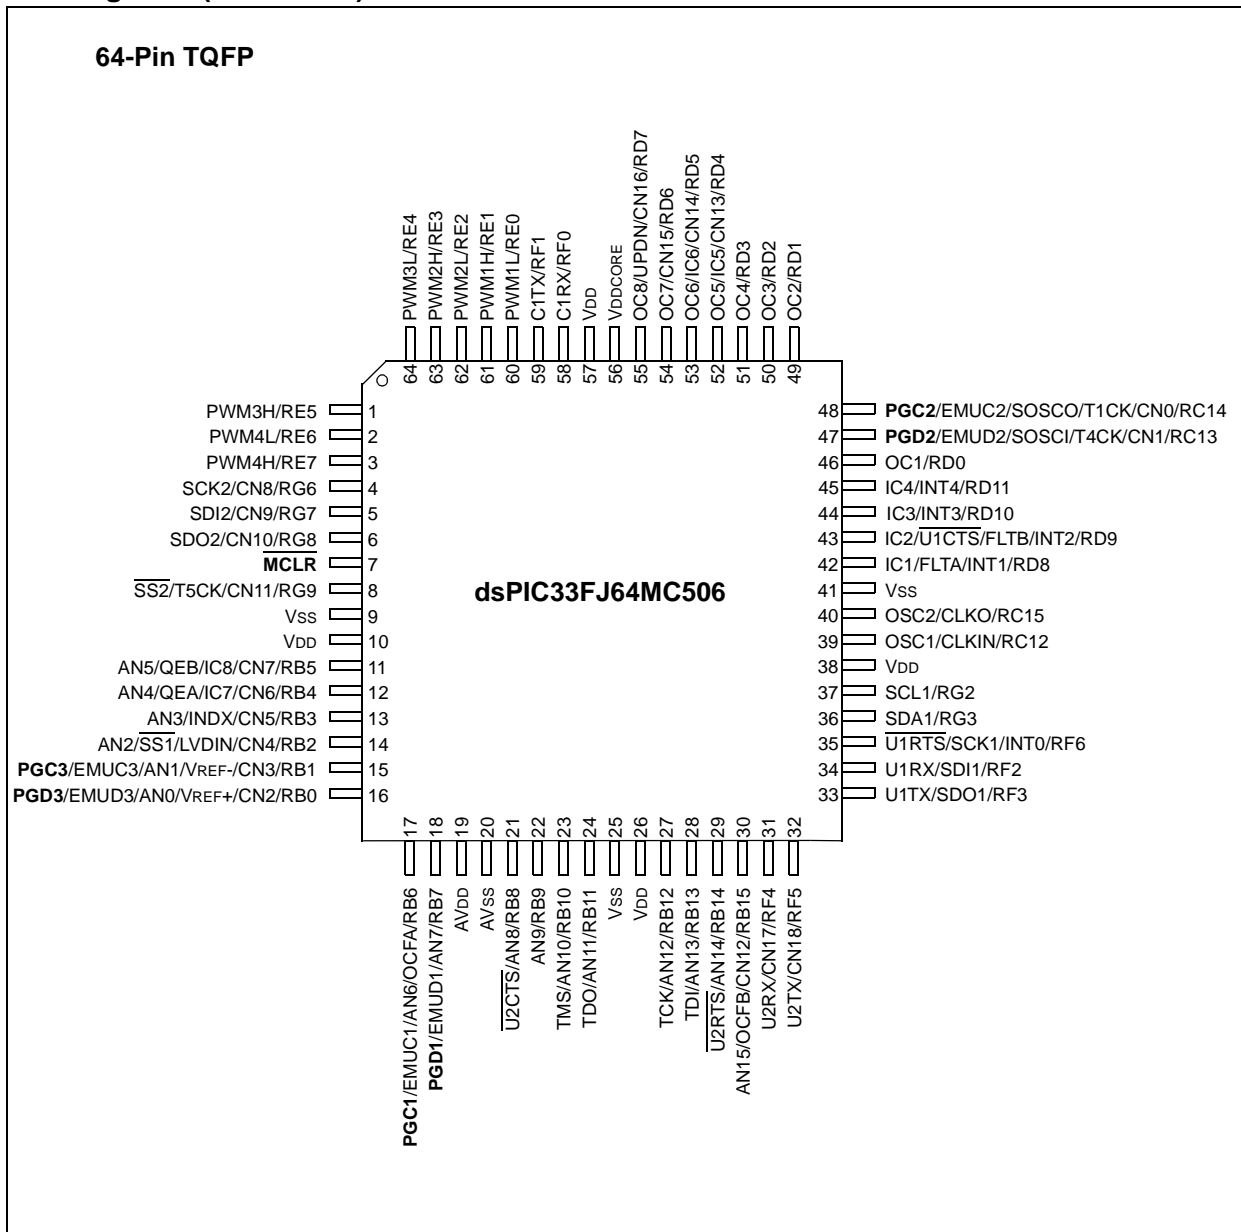 64-Pin TQFP
PWM3L/RE4
PWM2H/RE3
PWM2L/RE2
PWM1H/RE1
PWM1L/RE0
C1TX/RF1
C1RX/RF0
VDD
VDDCORE
OC8/UPDN/CN16/RD7
OC7/CN15/RD6
OC6/IC6/CN14/RD5
OC5/IC5/CN13/RD4
OC4/RD3
OC3/RD2
OC2/RD1
64
63
62
61
60
59
58
57
56
55
54
53
52
51
50
49
PWM3H/RE5 1
PWM4L/RE6 2
PWM4H/RE7 3
SCK2/CN8/RG6 4
SDI2/CN9/RG7 5
SDO2/CN10/RG8 6
MCLR 7
SS2/T5CK/CN11/RG9 8
VSS 9
VDD 10
AN5/QEB/IC8/CN7/RB5 11
AN4/QEA/IC7/CN6/RB4 12
AN3/INDX/CN5/RB3 13
AN2/SS1/LVDIN/CN4/RB2 14
PGC3/EMUC3/AN1/VREF-/CN3/RB1 15
PGD3/EMUD3/AN0/VREF+/CN2/RB0 16
dsPIC33FJ64MC506
48 PGC2/EMUC2/SOSCO/T1CK/CN0/RC14
47 PGD2/EMUD2/SOSCI/T4CK/CN1/RC13
46 OC1/RD0
45 IC4/INT4/RD11
44 IC3/INT3/RD10
43 IC2/U1CTS/FLTB/INT2/RD9
42 IC1/FLTA/INT1/RD8
41 VSS
40 OSC2/CLKO/RC15
39 OSC1/CLKIN/RC12
38 VDD
37 SCL1/RG2
36 SDA1/RG3
35 U1RTS/SCK1/INT0/RF6
34 U1RX/SDI1/RF2
33 U1TX/SDO1/RF3
17
18
19
20
21
22
23
24
25
26
27
28
29
30
31
32
PGC1/EMUC1/AN6/OCFA/RB6
PGD1/EMUD1/AN7/RB7
AVDD
AVSS
U2CTS/AN8/RB8
AN9/RB9
TMS/AN10/RB10
TDO/AN11/RB11
VSS
VDD
TCK/AN12/RB12
TDI/AN13/RB13
U2RTS/AN14/RB14
AN15/OCFB/CN12/RB15
U2RX/CN17/RF4
U2TX/CN18/RF5